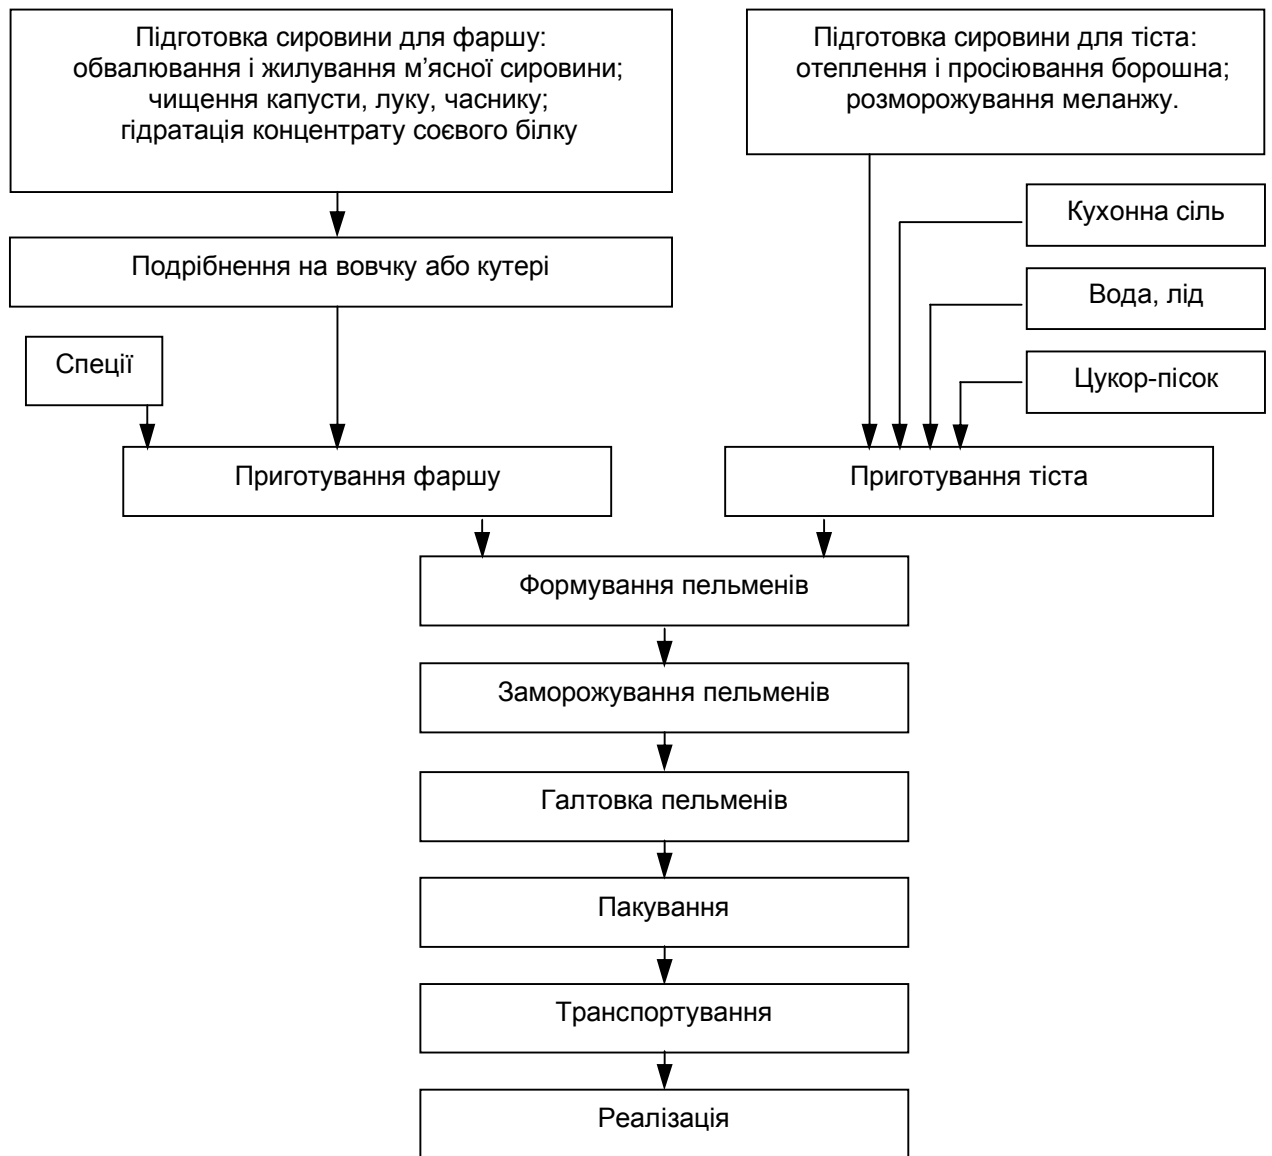 Підготовка сировини для фаршу:
обвалювання і жилування м’ясної сировини;
чищення капусти, луку, часнику;
гідратація концентрату соєвого білку
Підготовка сировини для тіста:
отеплення і просіювання борошна;
розморожування меланжу.
Кухонна сіль
Подрібнення на вовчку або кутері
Вода, лід
Спеції
Цукор-пісок
Приготування фаршу
Приготування тіста
Формування пельменів
Заморожування пельменів
Галтовка пельменів
Пакування
Транспортування
Реалізація